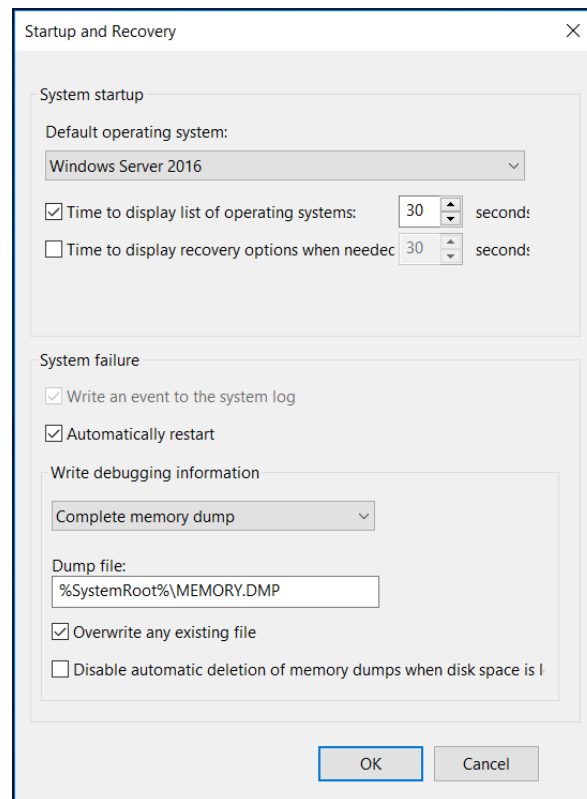 Startup and Recovery
System startup
Default operating system:
Windows Server 2016
Time to display list of operating systems: 30 seconds
Time to display recovery options when needed 30 seconds
System failure
Write an event to the system log
Automatically restart
Write debugging information
Complete memory dump
Dump file:
%SystemRoot%\MEMORY.DMP
Overwrite any existing file
Disable automatic deletion of memory dumps when disk space is
OK Cancel